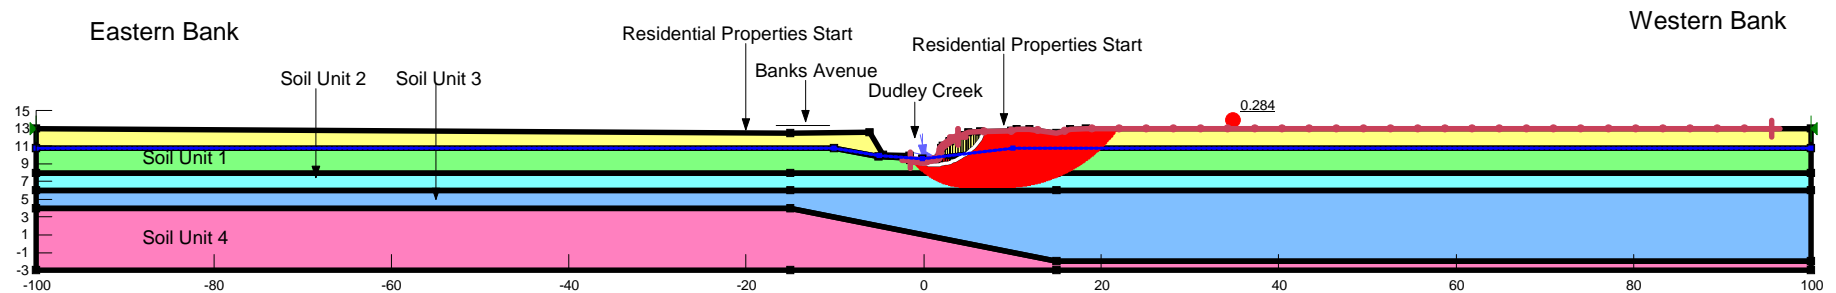 Eastern Bank
Western Bank
Residential Properties Start
Residential Properties Start
Soil Unit 2
Soil Unit 3
Banks Avenue
Dudley Creek
0.284
15
13
11
9
7
5
3
1
-1
-3
Soil Unit 1
Soil Unit 4
-100
-80
-60
-40
-20
0
20
40
60
80
100